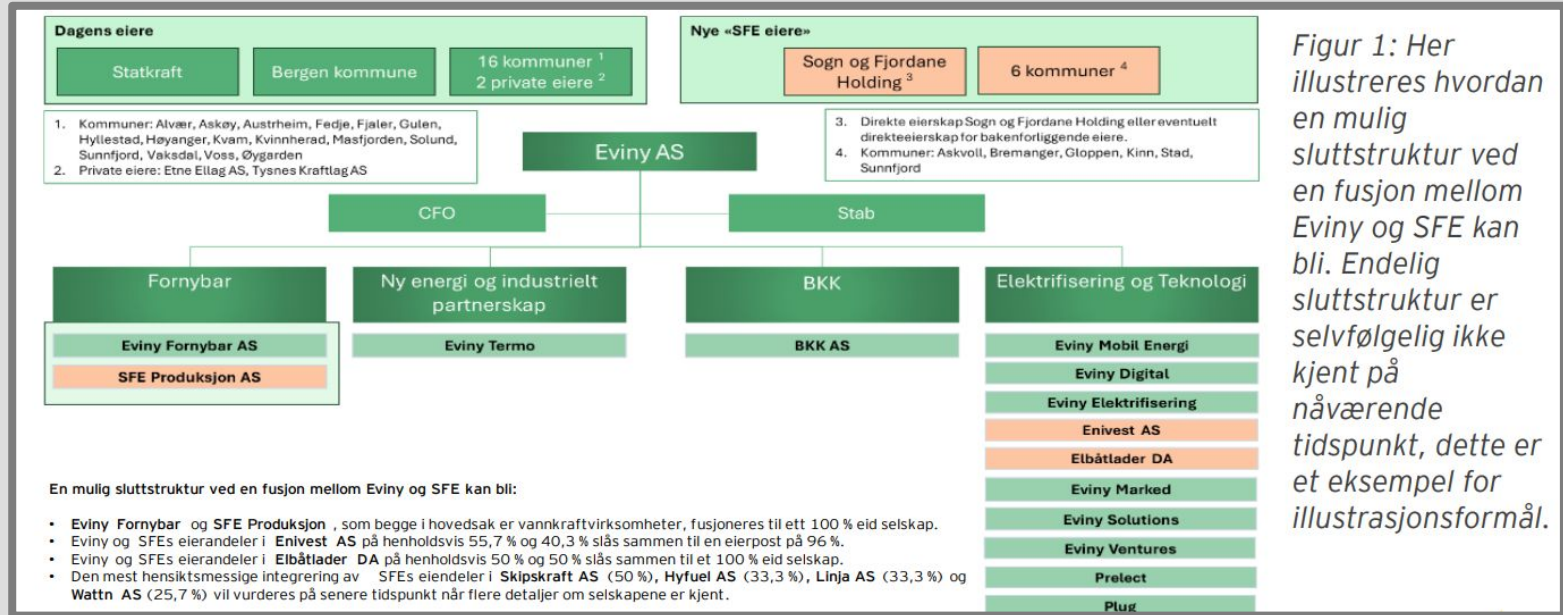 Dagens eiere
Statkraft
Bergen kommune
16 kommuner 1
2 private eiere 2
Nye «SFE eiere»
Sogn og Fjordane
Holding 3
6 kommuner 4
1. Kommuner: Alvær, Askøy, Austrheim, Fedje, Fjaler, Gulen,
Hyllestad, Høyanger, Kvam, Kvinnherad, Masfjorden, Solund,
Sunnfjord, Vaksdal, Voss, Øygarden
2. Private eiere: Etne Ellag AS, Tysnes Kraftlag AS
Eviny AS
3. Direkte eierskap Sogn og Fjordane Holding eller eventuelt
direkteeierskap for bakenforliggende eiere.
4. Kommuner: Askvoll, Bremanger, Gloppen, Kinn, Stad,
Sunnfjord
CFO
Stab
Fornybar
Ny energi og industrielt
partnerskap
BKK
Elektrifisering og Teknologi
Eviny Fornybar AS
SFE Produksjon AS
Eviny Termo
BKK AS
Eviny Mobil Energi
Eviny Digital
Eviny Elektrifisering
Enivest AS
Elbåtlader DA
Eviny Marked
Eviny Solutions
Eviny Ventures
Prelect
Plug
En mulig sluttstruktur ved en fusjon mellom Eviny og SFE kan bli:
• Eviny Fornybar og SFE Produksjon , som begge i hovedsak er vannkraftvirksomheter, fusjoneres til ett 100 % eid selskap.
• Eviny og SFEs eierandeler i Enivest AS på henholdsvis 55,7 % og 40,3 % slås sammen til en eierpost på 96 %.
• Eviny og SFEs eierandeler i Elbåtlader DA på henholdsvis 50 % og 50 % slås sammen til et 100 % eid selskap.
• Den mest hensiktsmessige integrering av SFEs eiendeler i Skipskraft AS (50 %), Hyfuel AS (33,3 %), Linja AS (33,3 %) og
Wattn AS (25,7 %) vil vurderes på senere tidspunkt når flere detaljer om selskapene er kjent.
Figur 1: Her
illustreres hvordan
en mulig
sluttstruktur ved
en fusjon mellom
Eviny og SFE kan
bli. Endelig
sluttstruktur er
selvfølgelig ikke
kjent på
nåværende
tidspunkt, dette er
et eksempel for
illustrasjonsformål.